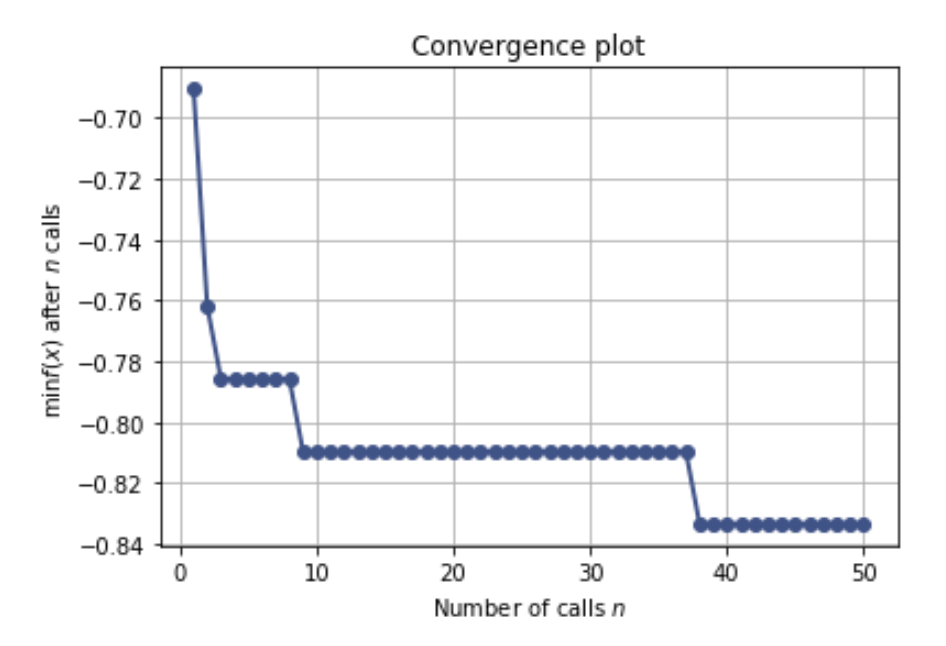 Convergence plot
min f(x) after n calls
−0.70
−0.72
−0.74
−0.76
−0.78
−0.80
−0.82
−0.84
0 10 20 30 40 50
Number of calls n